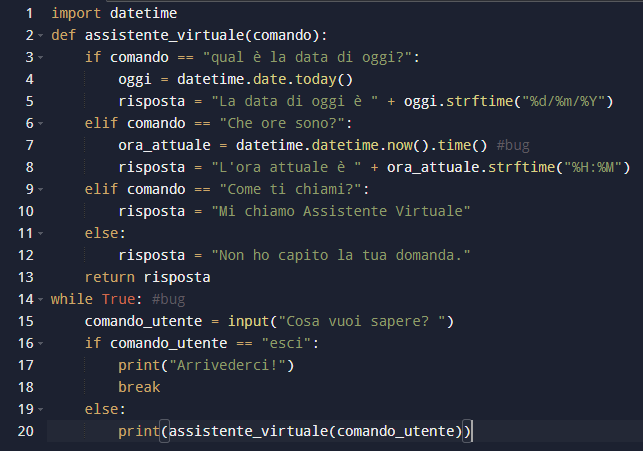 1 import datetime
2 def assistente_virtuale(comando):
3     if comando == "qual è la data di oggi?":
4         oggi = datetime.date.today()
5         risposta = "La data di oggi è " + oggi.strftime("%d/%m/%Y")
6     elif comando == "Che ore sono?":
7         ora_attuale = datetime.datetime.now().time() #bug
8         risposta = "L'ora attuale è " + ora_attuale.strftime("%H:%M")
9     elif comando == "Come ti chiami?":
10         risposta = "Mi chiamo Assistente Virtuale"
11     else:
12         risposta = "Non ho capito la tua domanda."
13     return risposta
14 while True: #bug
15     comando_utente = input("Cosa vuoi sapere? ")
16     if comando_utente == "esci":
17         print("Arrivederci!")
18         break
19     else:
20         print(assistente_virtuale(comando_utente))